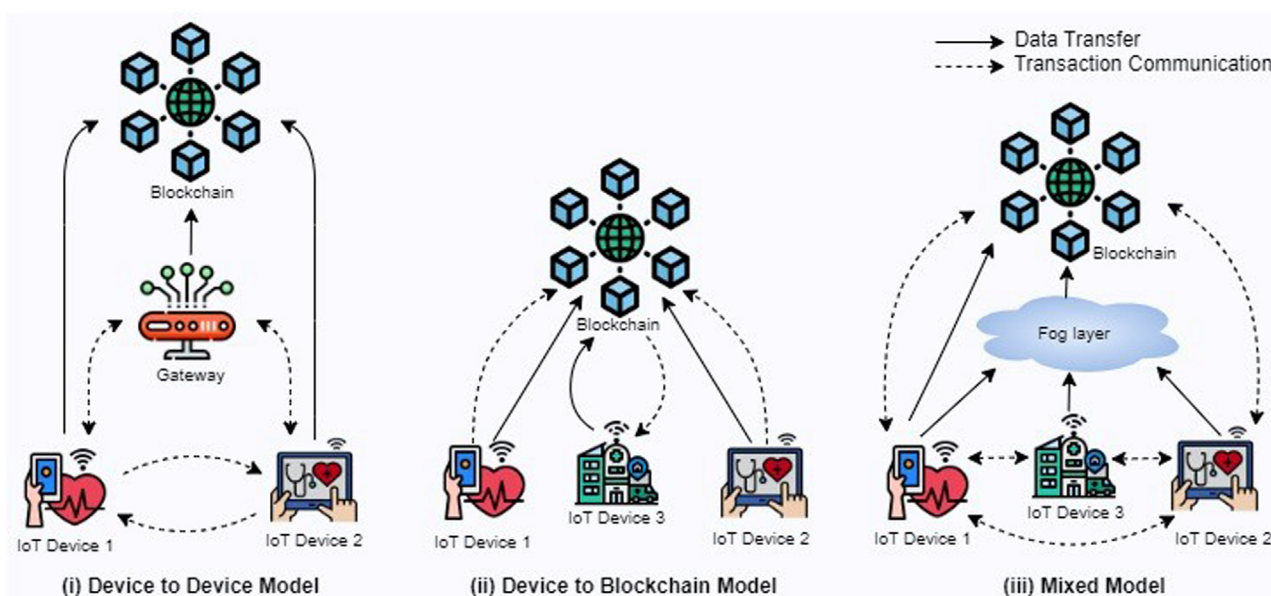 Data Transfer
Transaction Communication
Blockchain
Gateway
IoT Device 1
IoT Device 2
(i) Device to Device Model
Blockchain
IoT Device 3
IoT Device 1
IoT Device 2
(ii) Device to Blockchain Model
Blockchain
Fog layer
IoT Device 3
IoT Device 1
IoT Device 2
(iii) Mixed Model